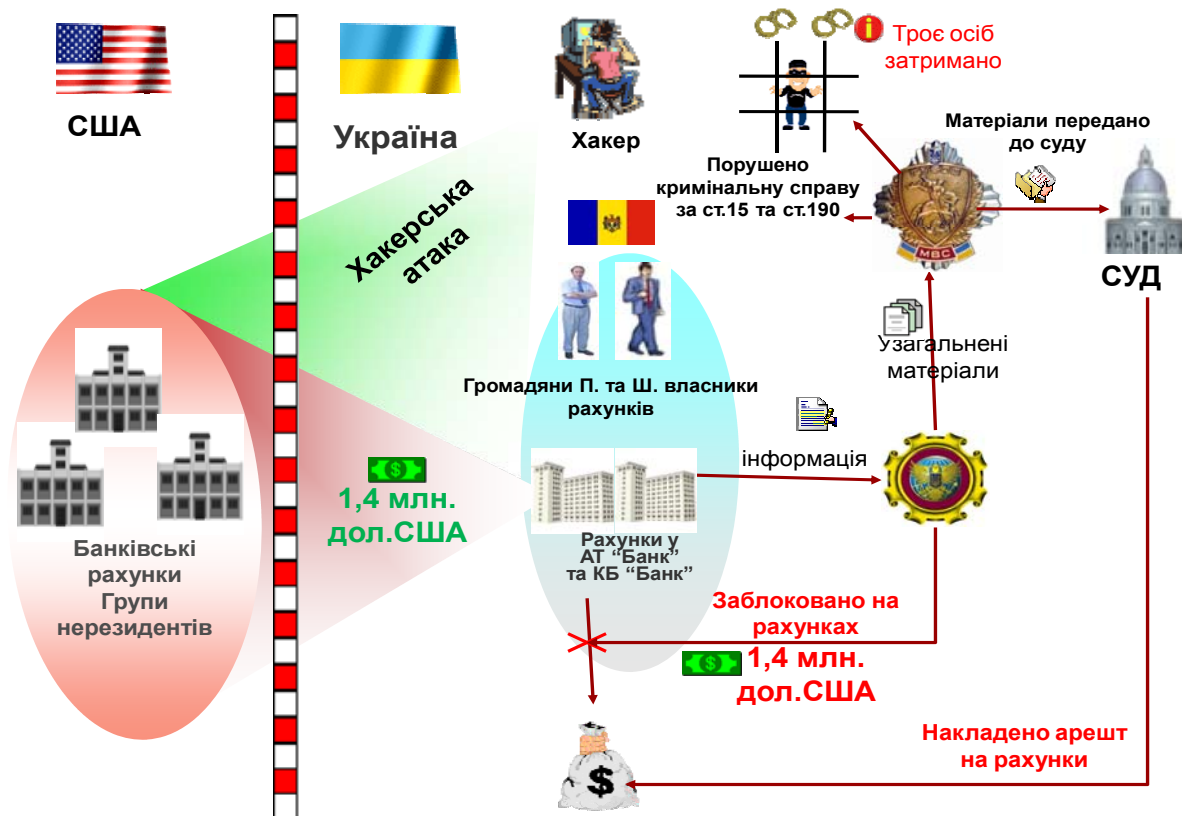 США
Україна
Хакер
Троє осіб
затримано
Матеріали передано
до суду
Порушено
кримінальну справу
за ст.15 та ст.190
МВС
СУД
Хакерська
атака
Узагальнені
матеріали
Громадяни П. та Ш. власники
рахунків
інформація
1,4 млн.
дол.США
Рахунки у
АТ “Банк”
та КБ “Банк”
Банківські
рахунки
Групи
нерезидентів
Заблоковано на
рахунках
1,4 млн.
дол.США
Накладено арешт
на рахунки
$